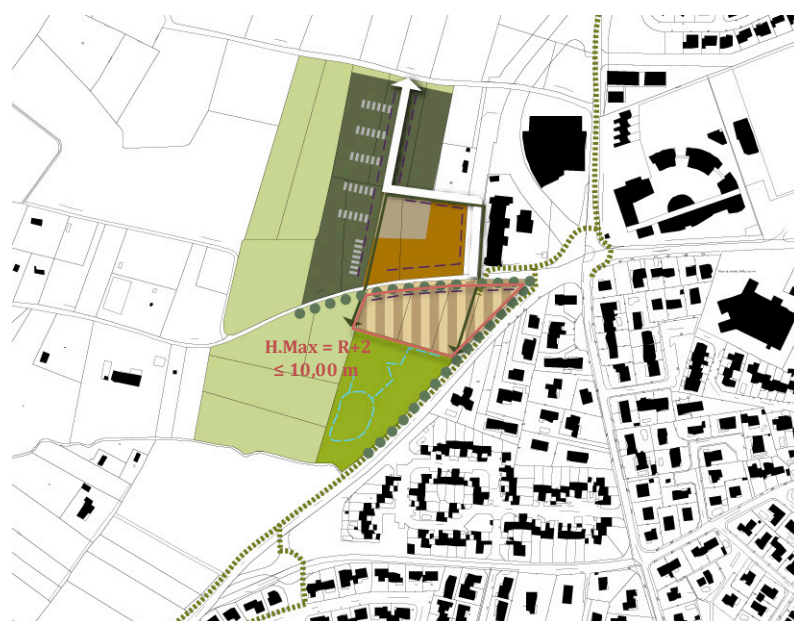 H.Max = R+2
≤ 10,00 m